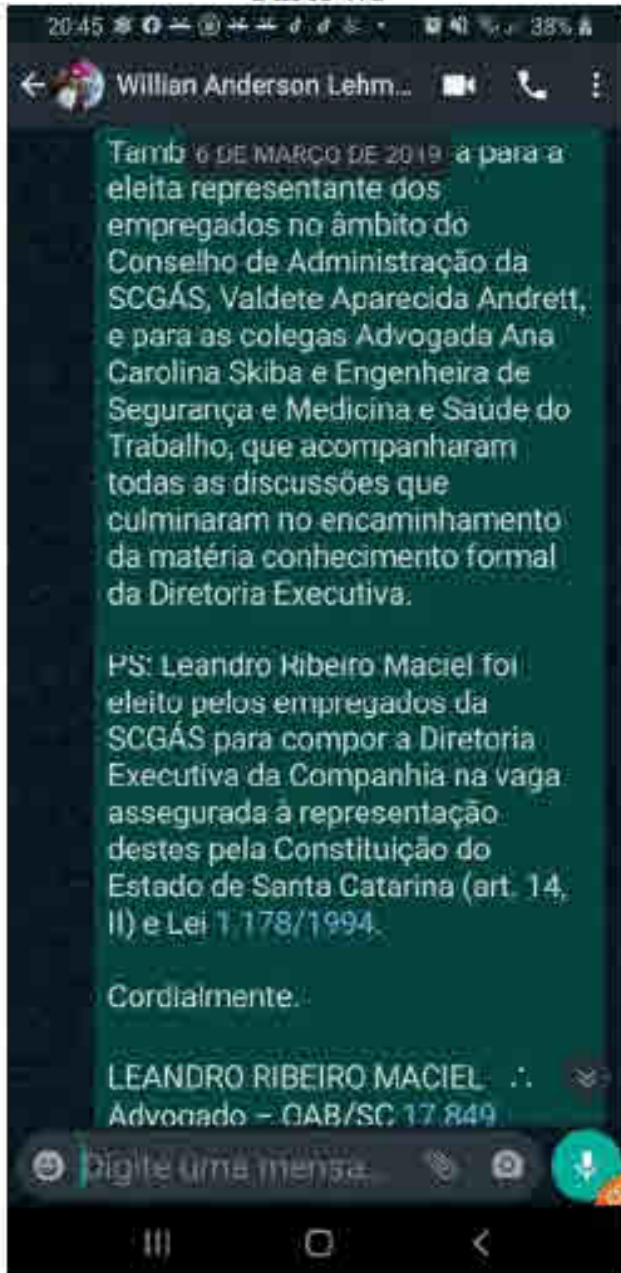 20:45
38%
Willian Anderson Lehm...
6 DE MARÇO DE 2019
Tamb a para a
eleita representante dos
empregados no âmbito do
Conselho de Administração da
SCGÁS, Valdete Aparecida Andrett,
e para as colegas Advogada Ana
Carolina Skiba e Engenheira de
Segurança e Medicina e Saúde do
Trabalho, que acompanharam
todas as discussões que
culminaram no encaminhamento
da matéria conhecimento formal
da Diretoria Executiva.
PS: Leandro Ribeiro Maciel foi
eleito pelos empregados da
SCGÁS para compor a Diretoria
Executiva da Companhia na vaga
assegurada à representação
destes pela Constituição do
Estado de Santa Catarina (art. 14,
II) e Lei 1.178/1994.
Cordialmente.
LEANDRO RIBEIRO MACIEL ∴
Advogado – OAB/SC 17.849
Digite uma mensa...